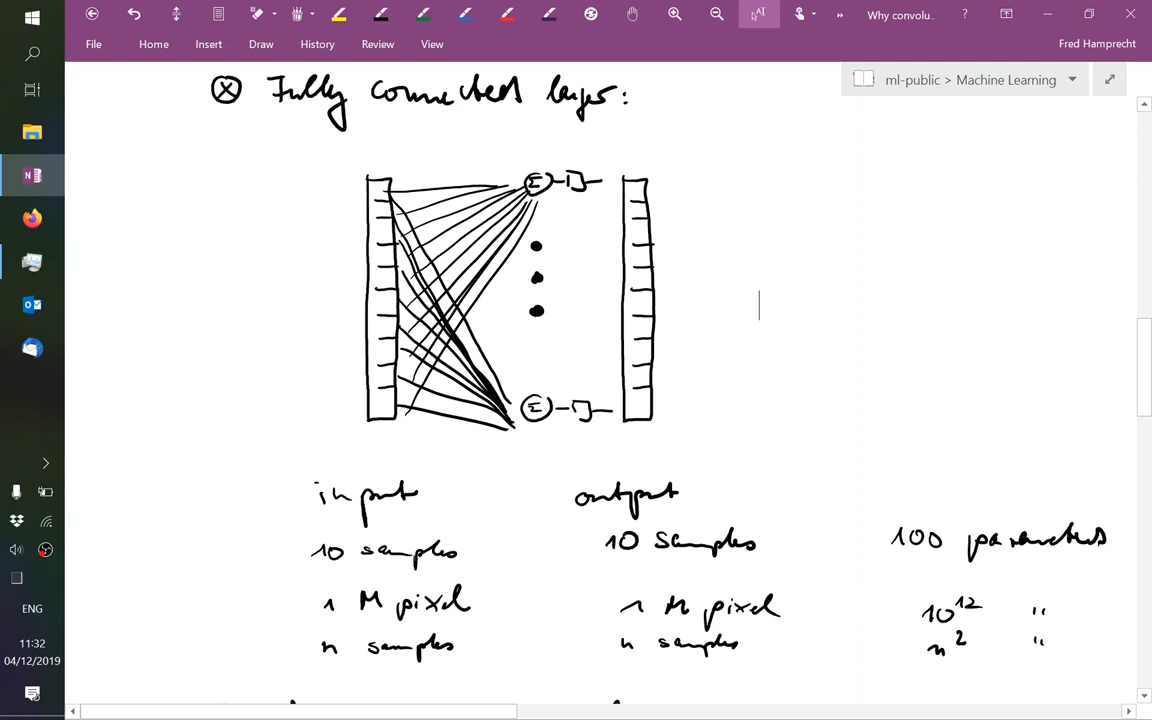 Why convolu..
?
File
Home
Insert
Draw
History
Review
View
Fred Hamprecht
ml-public > Machine Learning
⊗ Fully connected layer:
Σ
Σ
input output
10 samples 10 samples 100 parameters
1 M pixel 1 M pixel 10^12 "
n samples n samples n^2 "
ENG
11:32
04/12/2019